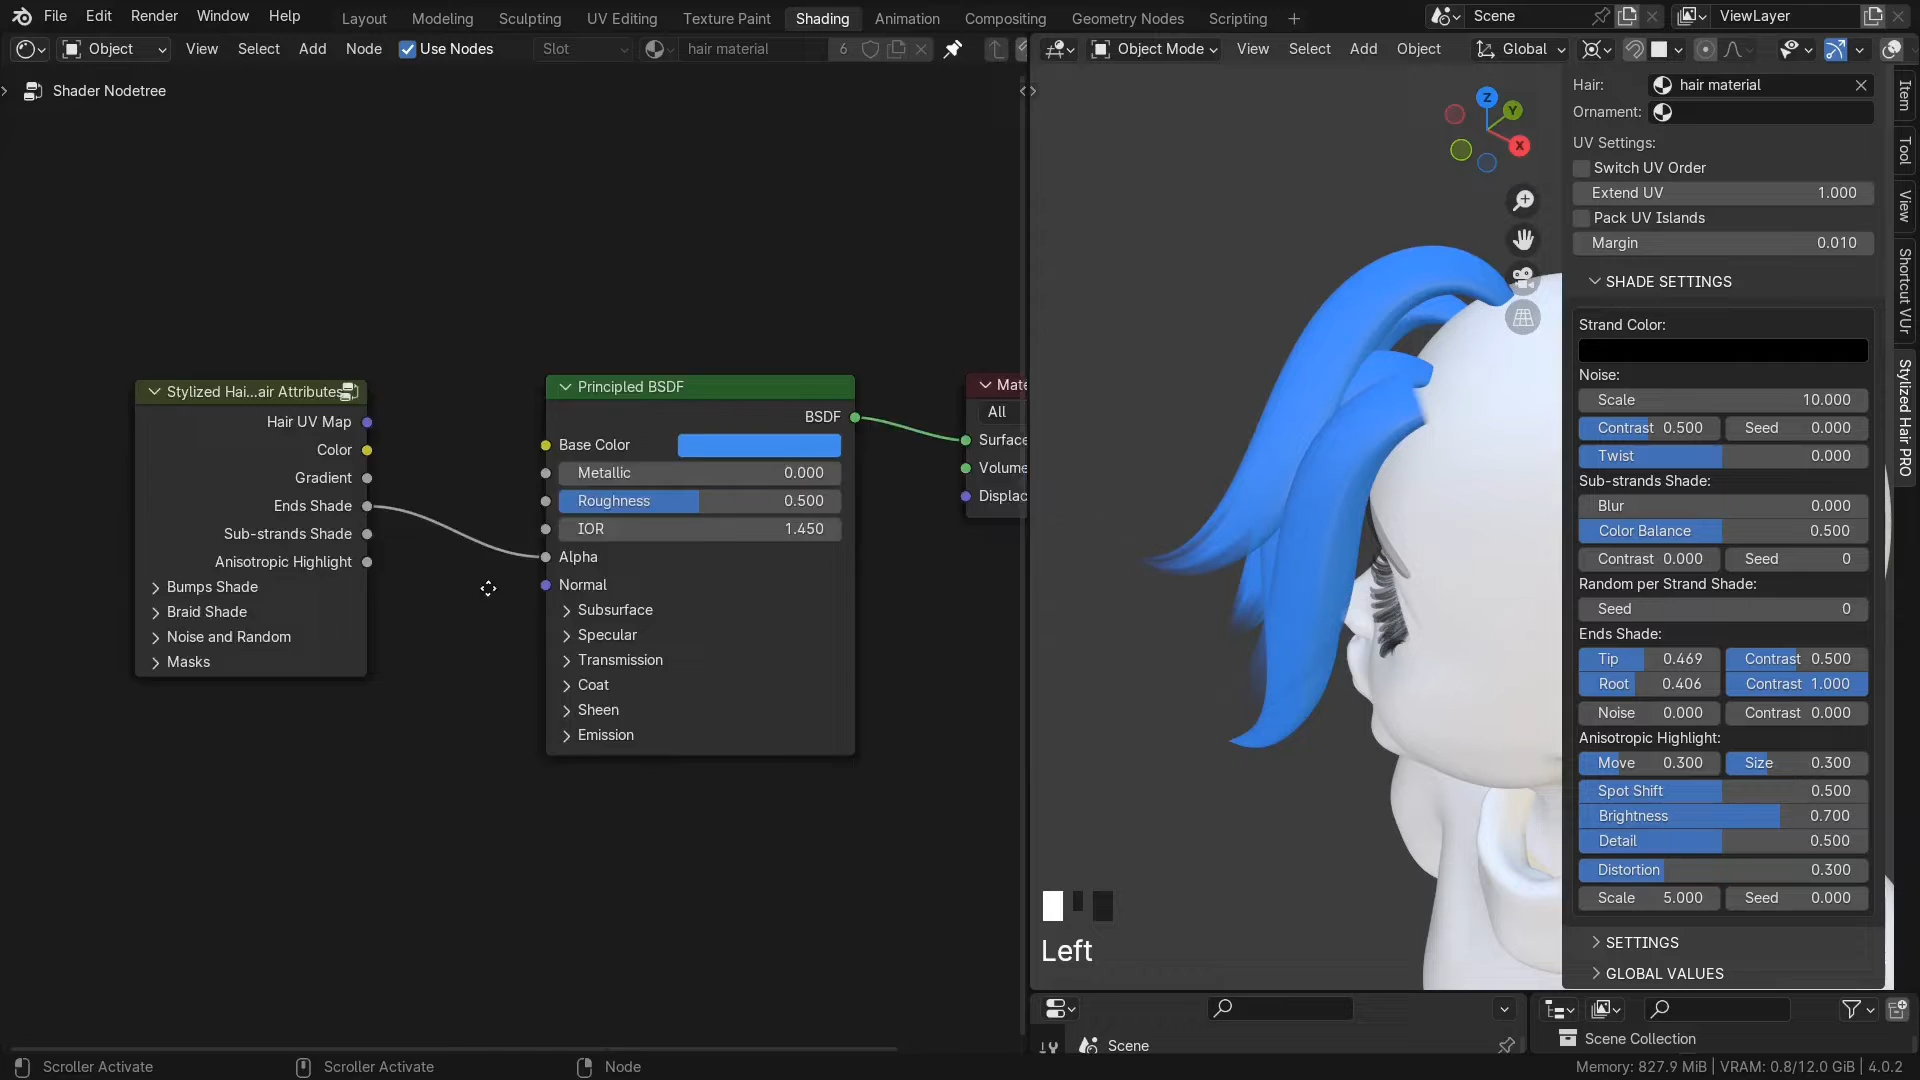 File Edit Render Window Help Layout Modeling Sculpting UV Editing Texture Paint Shading Animation Compositing Geometry Nodes Scripting + Scene ViewLayer
Object View Select Add Node Use Nodes Slot hair material 6 Object Mode View Select Add Object Global
Shader Nodetree
Stylized Hai...air Attributes
Hair UV Map
Color
Gradient
Ends Shade
Sub-strands Shade
Anisotropic Highlight
Bumps Shade
Braid Shade
Noise and Random
Masks
Principled BSDF
BSDF
Base Color
Metallic 0.000
Roughness 0.500
IOR 1.450
Alpha
Normal
Subsurface
Specular
Transmission
Coat
Sheen
Emission
Mate
All
Surface
Volume
Displac
Z
Y
X
Left
Hair: hair material
Ornament:
UV Settings:
Switch UV Order
Extend UV 1.000
Pack UV Islands
Margin 0.010
SHADE SETTINGS
Strand Color:
Noise:
Scale 10.000
Contrast 0.500 Seed 0.000
Twist 0.000
Sub-strands Shade:
Blur 0.000
Color Balance 0.500
Contrast 0.000 Seed 0
Random per Strand Shade:
Seed 0
Ends Shade:
Tip 0.469 Contrast 0.500
Root 0.406 Contrast 1.000
Noise 0.000 Contrast 0.000
Anisotropic Highlight:
Move 0.300 Size 0.300
Spot Shift 0.500
Brightness 0.700
Detail 0.500
Distortion 0.300
Scale 5.000 Seed 0.000
SETTINGS
GLOBAL VALUES
Item
Tool
View
Shortcut VUr
Stylized Hair PRO
Scene
Scene Collection
Scroller Activate Scroller Activate Node Memory: 827.9 MiB | VRAM: 0.8/12.0 GiB | 4.0.2